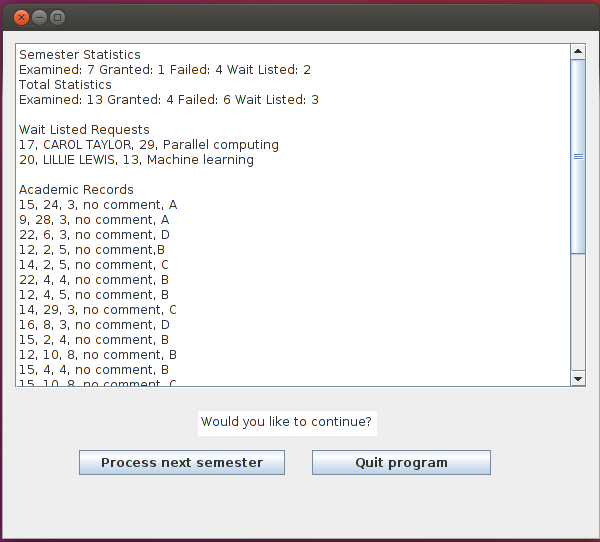 Semester Statistics
Examined: 7 Granted: 1 Failed: 4 Wait Listed: 2
Total Statistics
Examined: 13 Granted: 4 Failed: 6 Wait Listed: 3
Wait Listed Requests
17, CAROL TAYLOR, 29, Parallel computing
20, LILLIE LEWIS, 13, Machine learning
Academic Records
15, 24, 3, no comment, A
9, 28, 3, no comment, A
22, 6, 3, no comment, D
12, 2, 5, no comment,B
14, 2, 5, no comment, C
22, 4, 4, no comment, B
12, 4, 5, no comment, B
14, 29, 3, no comment, C
16, 8, 3, no comment, D
15, 2, 4, no comment, B
12, 10, 8, no comment, B
15, 4, 4, no comment, B
15, 10, 8, no comment, C
Would you like to continue?
Process next semester
Quit program